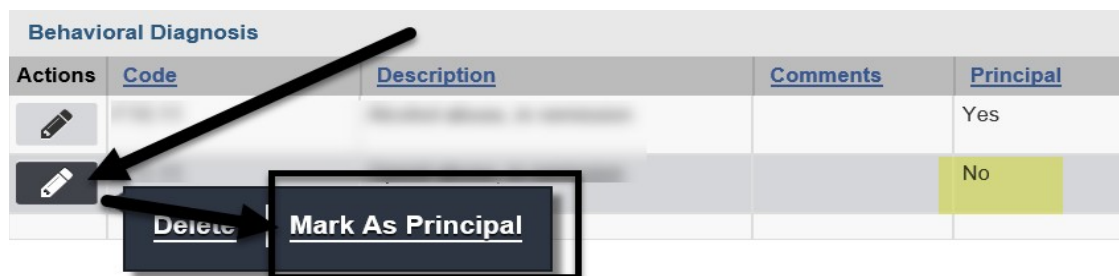 Behavioral Diagnosis
Actions Code Description Comments Principal
Yes
No
Delete Mark As Principal